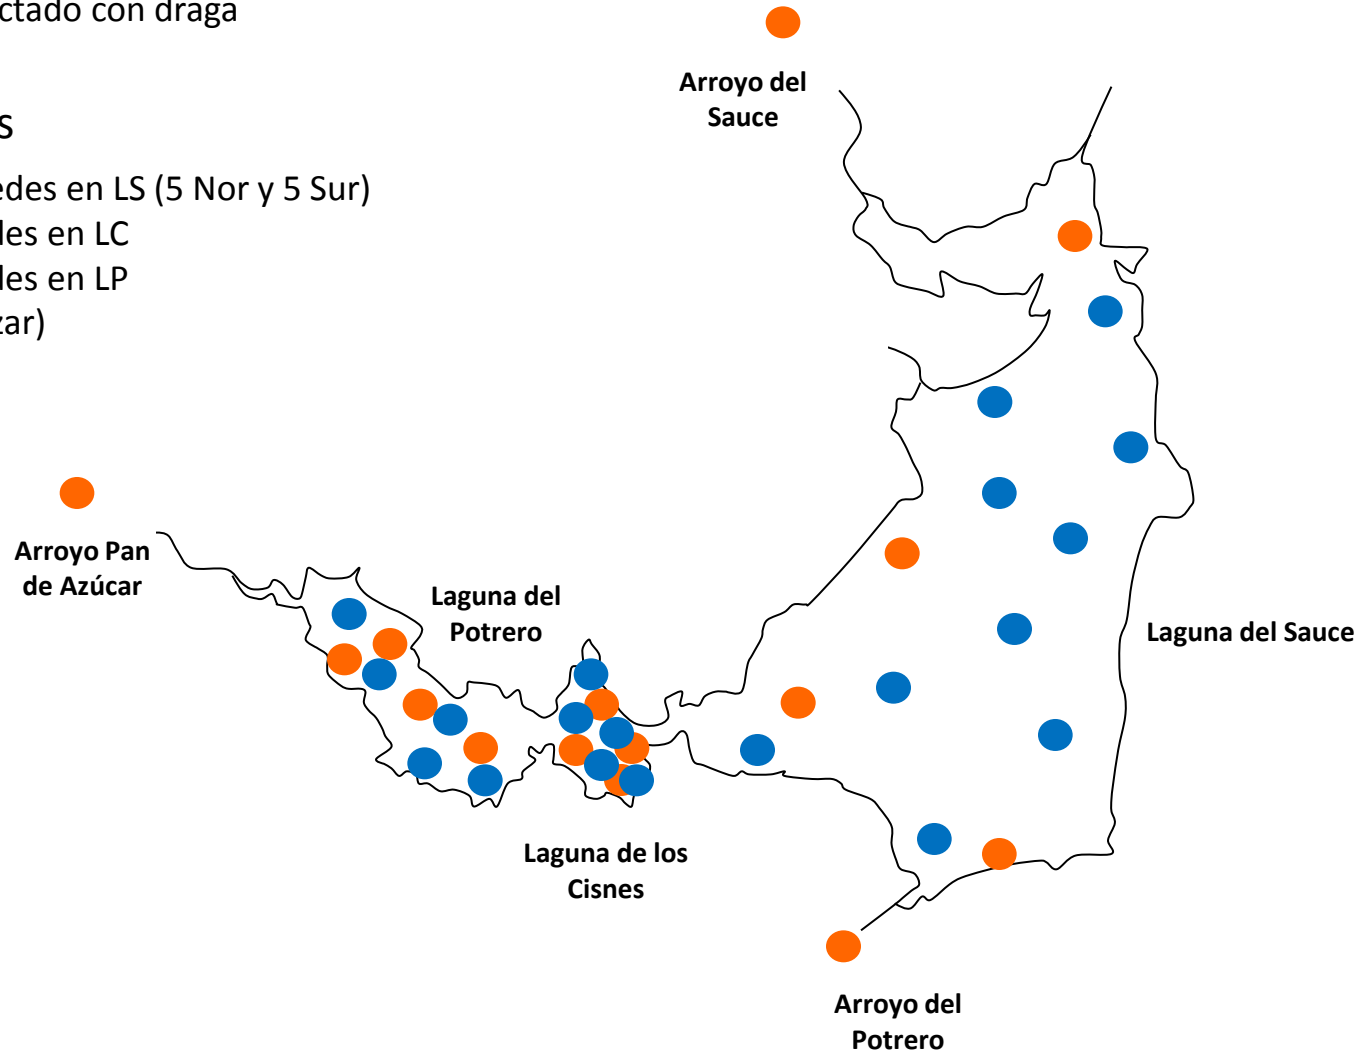 ctado con draga
s
edes en LS (5 Nor y 5 Sur)
les en LC
les en LP
zar)
Arroyo del
Sauce
Arroyo Pan
de Azúcar
Laguna del
Potrero
Laguna del Sauce
Laguna de los
Cisnes
Arroyo del
Potrero